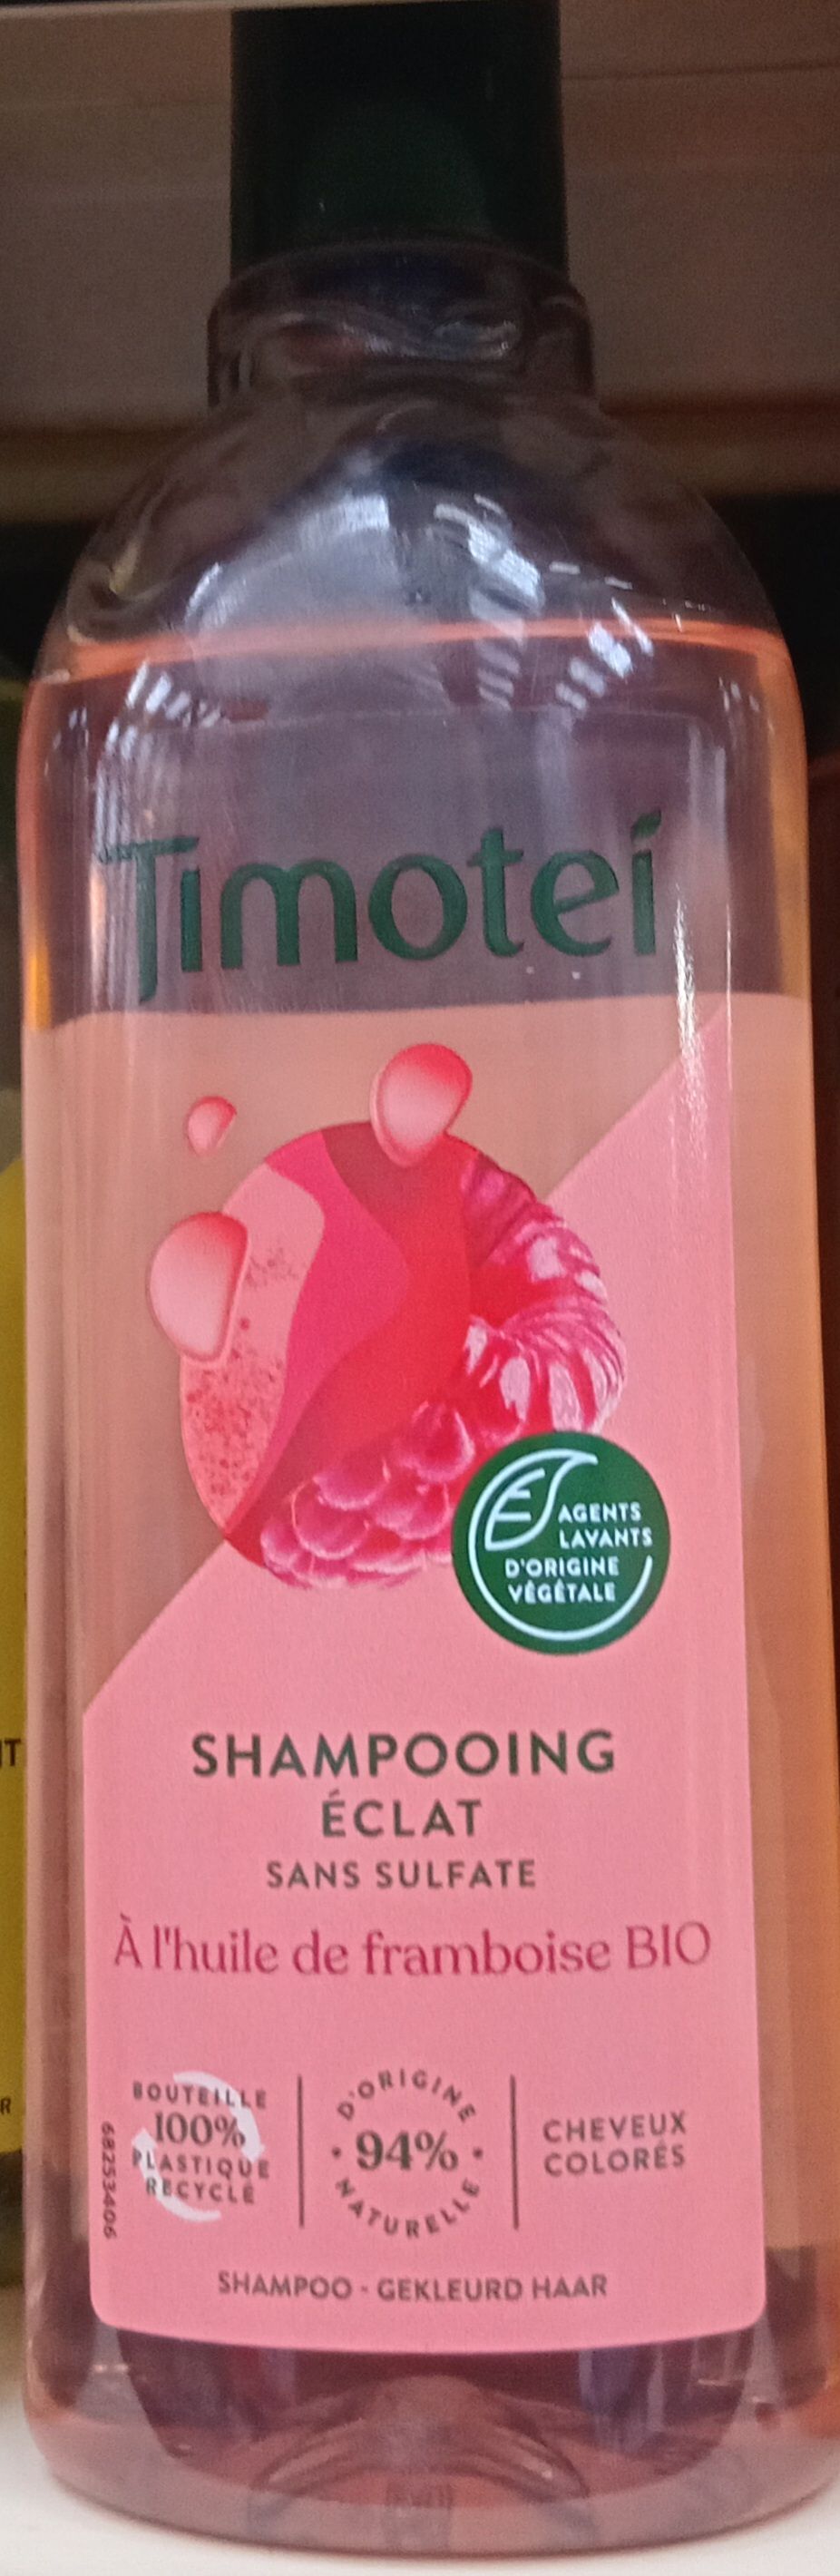 Timotei
AGENTS
LAVANTS
D'ORIGINE
VÉGÉTALE
SHAMPOOING
ÉCLAT
SANS SULFATE
À l'huile de framboise BIO
BOUTEILLE
100%
PLASTIQUE
RECYCLÉ
D'ORIGINE
94%
NATURELLE
CHEVEUX
COLORÉS
68253406
SHAMPOO - GEKLEURD HAAR